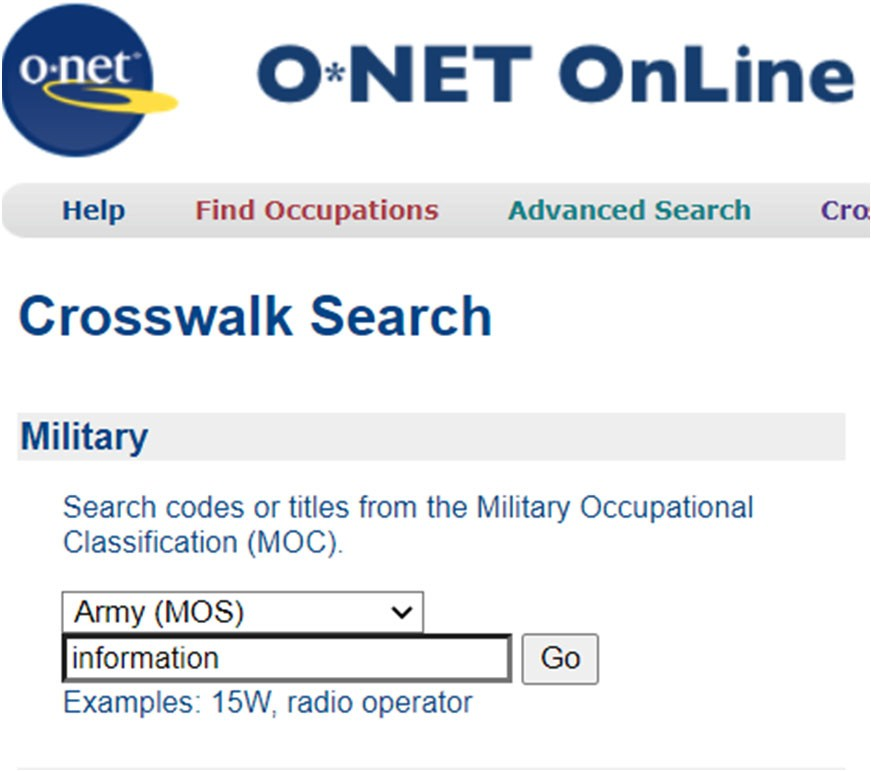 o·net®
O*NET OnLine
Help Find Occupations Advanced Search Cro
Crosswalk Search
Military
Search codes or titles from the Military Occupational
Classification (MOC).
Army (MOS)
information Go
Examples: 15W, radio operator